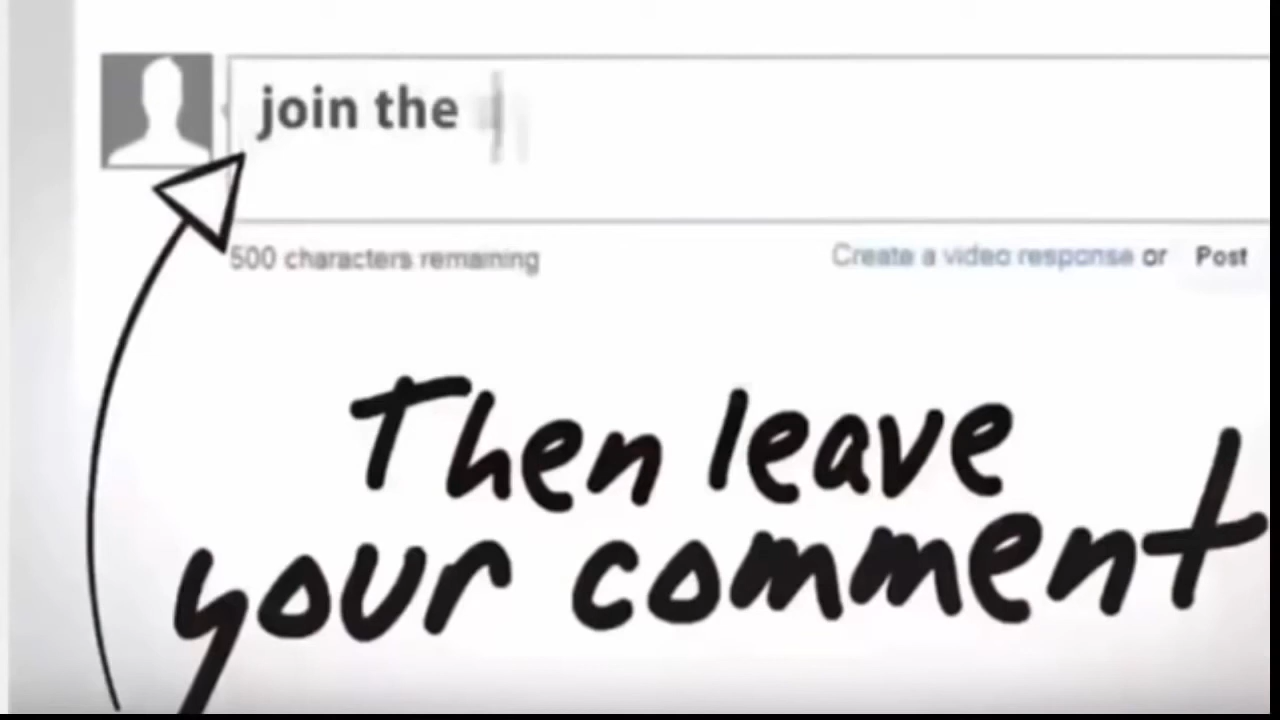 join the
500 characters remaining
Create a video response or Post
Then leave
your comment